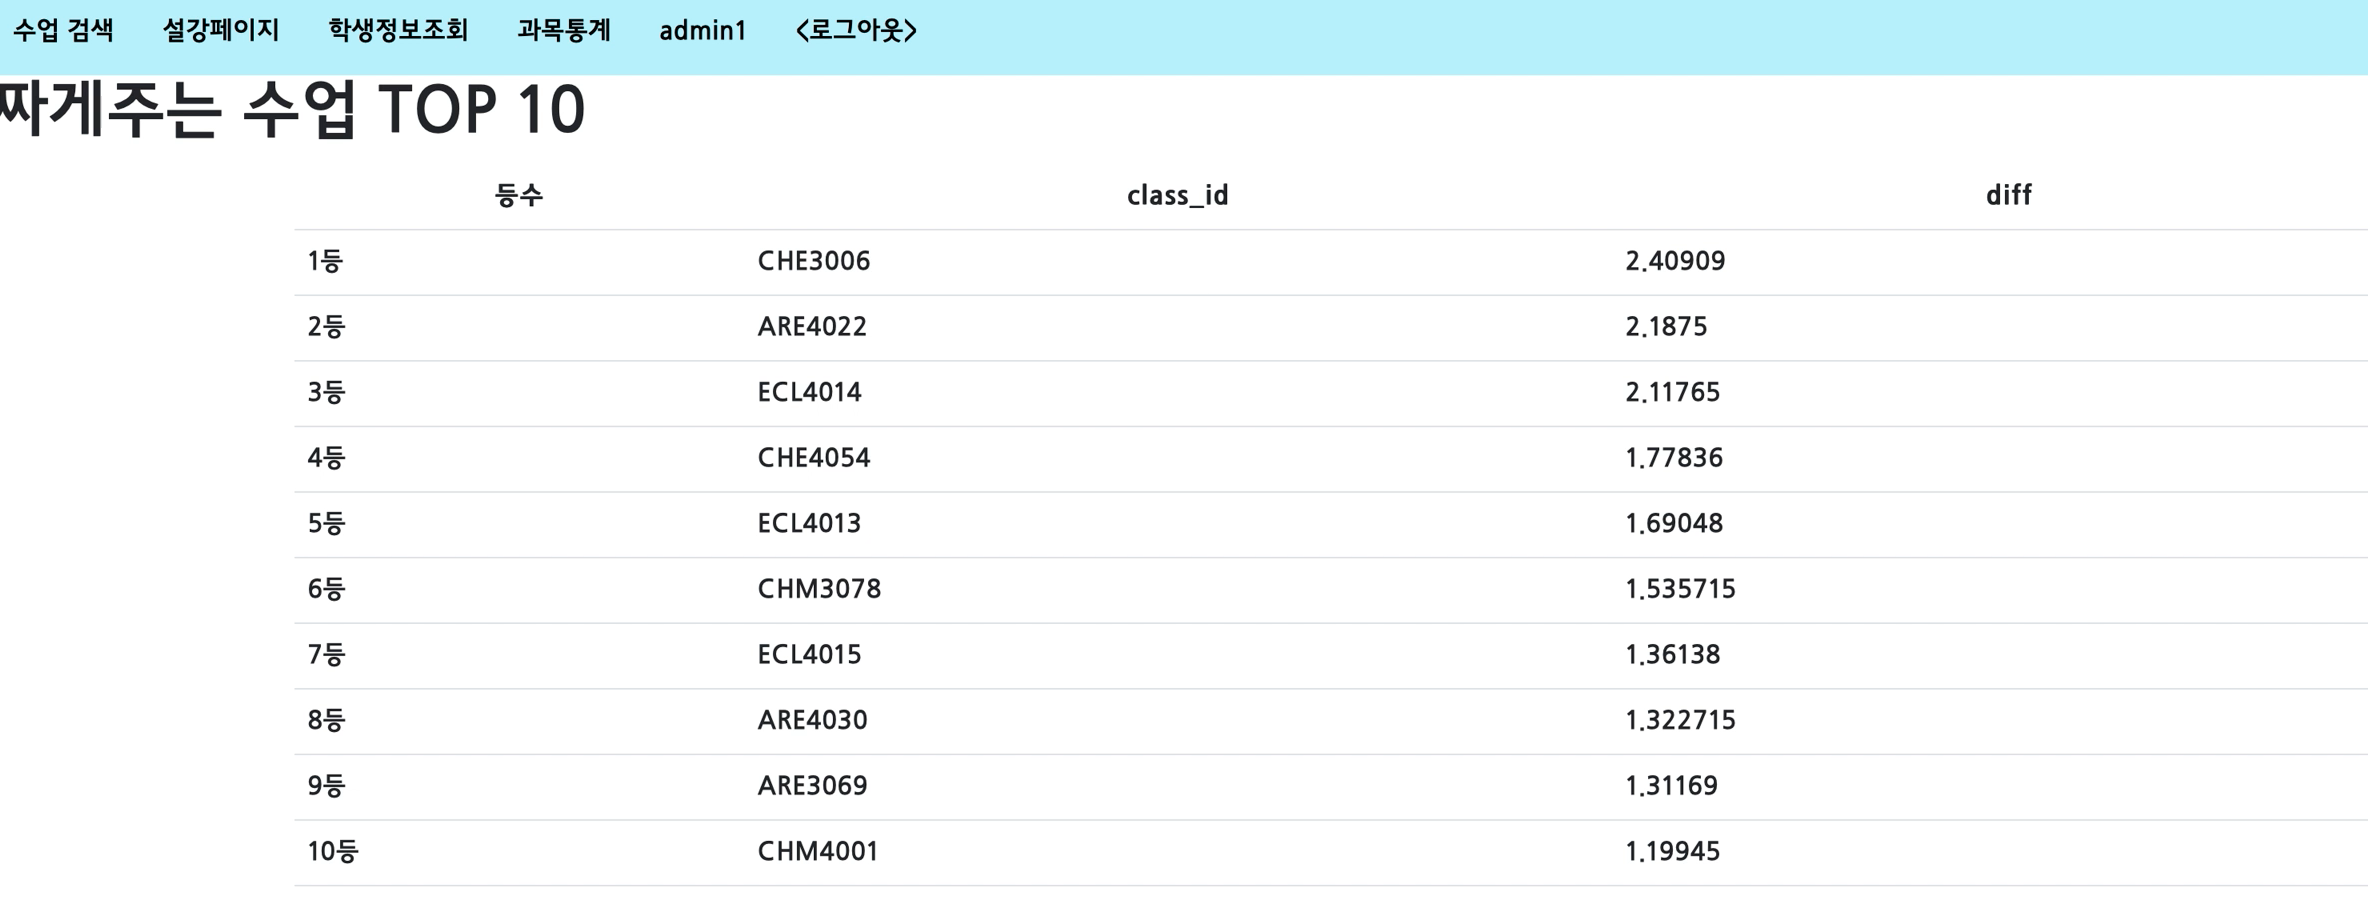 수업 검색 설강페이지 학생정보조회 과목통계 admin1 <로그아웃>
짜게주는 수업 TOP 10
등수 class_id diff
1등 CHE3006 2.40909
2등 ARE4022 2.1875
3등 ECL4014 2.11765
4등 CHE4054 1.77836
5등 ECL4013 1.69048
6등 CHM3078 1.535715
7등 ECL4015 1.36138
8등 ARE4030 1.322715
9등 ARE3069 1.31169
10등 CHM4001 1.19945